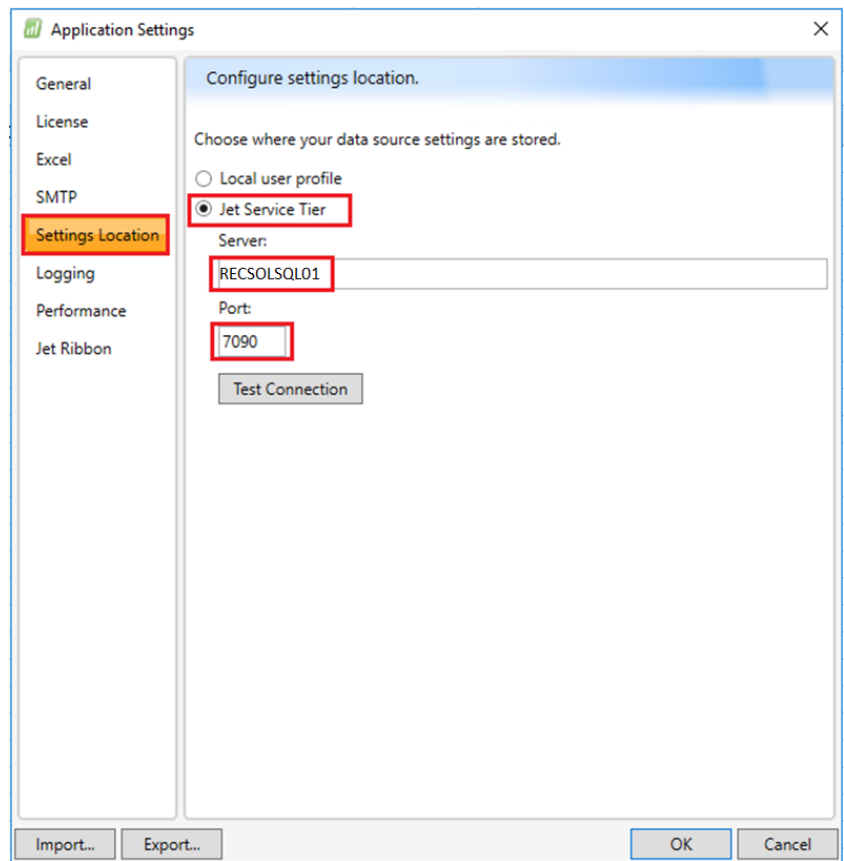 Application Settings
General
License
Excel
SMTP
Settings Location
Logging
Performance
Jet Ribbon
Configure settings location.
Choose where your data source settings are stored.
Local user profile
Jet Service Tier
Server:
RECSOLSQL01
Port:
7090
Test Connection
Import...
Export...
OK
Cancel